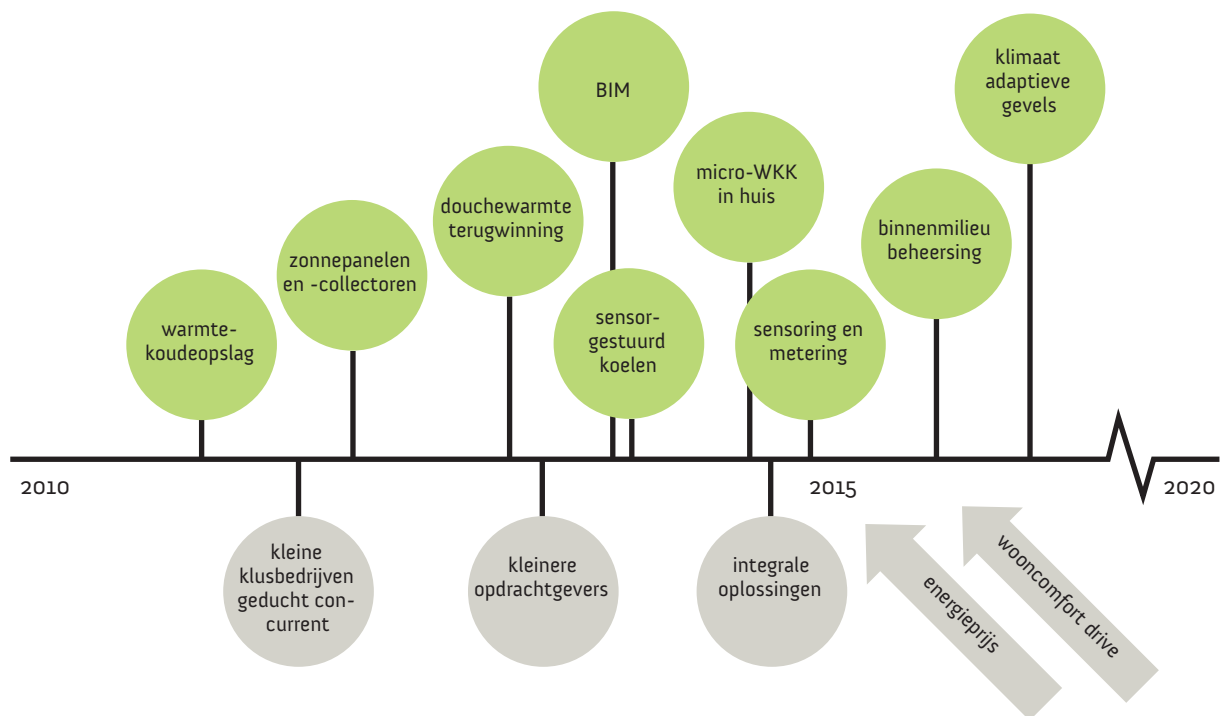 klimaat
adaptieve
gevels
BIM
micro-WKK
in huis
douchewarmte
terugwinning
binnenmilieu
beheersing
zonnepanelen
en -collectoren
sensor-
gestuurd
koelen
warmte-
koudeopslag
sensoring en
metering
2010
2015
2020
kleine
klusbedrijven
geducht con-
current
kleinere
opdrachtgevers
integrale
oplossingen
energieprijs
wooncomfort drive